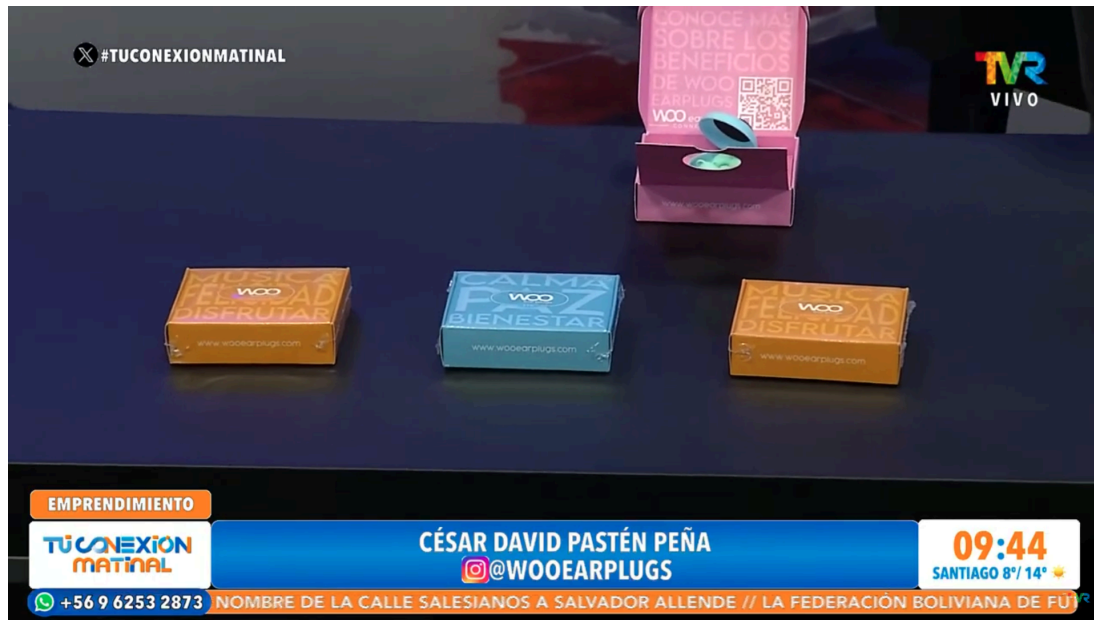 #TUCONEXIONMATINAL
TVR
VIVO
CONOCE MÁS
SOBRE LOS
BENEFICIOS
DE WOO
EARPLUGS
WOO
www.wooearplugs.com
MÚSICA
FELICIDAD
DISFRUTAR
WOO
www.wooearplugs.com
CALMA
PAZ
BIENESTAR
WOO
www.wooearplugs.com
MÚSICA
FELICIDAD
DISFRUTAR
WOO
www.wooearplugs.com
EMPRENDIMIENTO
TÚ CONEXIÓN
MATINAL
CÉSAR DAVID PASTÉN PEÑA
@WOOEARPLUGS
09:44
SANTIAGO 8°/ 14°
+56 9 6253 2873
NOMBRE DE LA CALLE SALESIANOS A SALVADOR ALLENDE // LA FEDERACIÓN BOLIVIANA DE
TVR